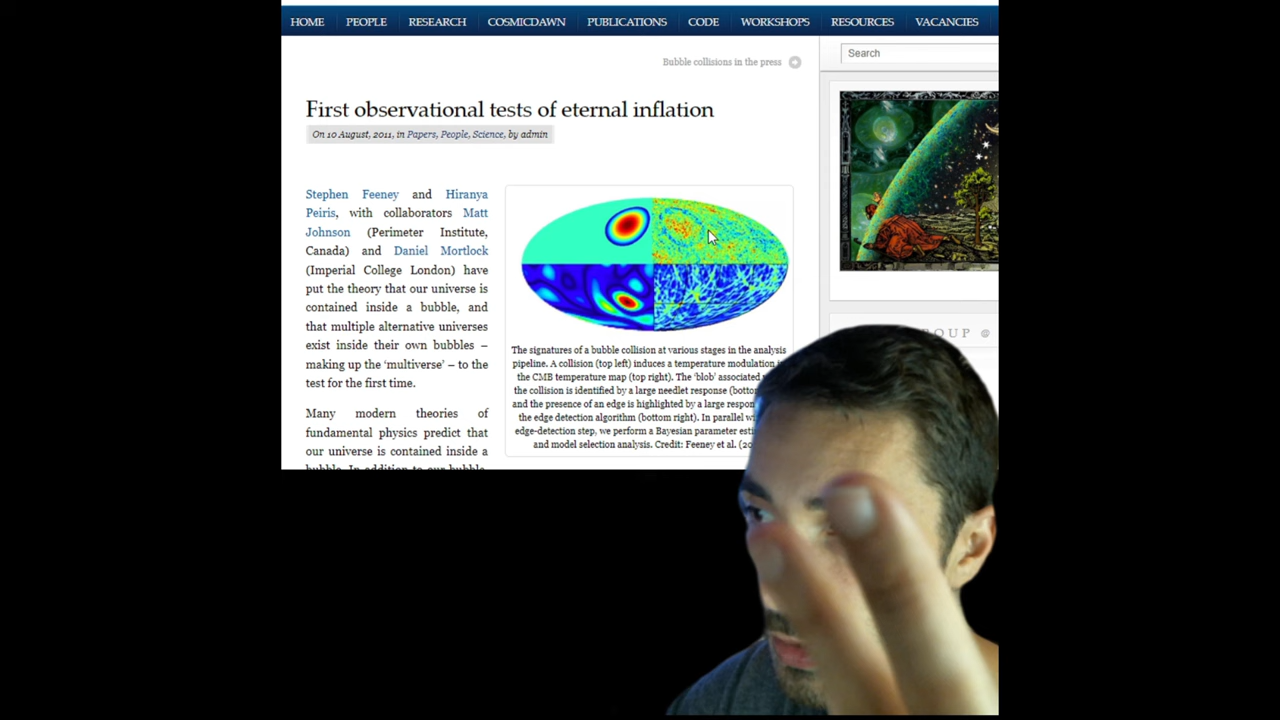 HOME PEOPLE RESEARCH COSMICDAWN PUBLICATIONS CODE WORKSHOPS RESOURCES VACANCIES
Bubble collisions in the press
Search
First observational tests of eternal inflation
On 10 August, 2011, in Papers, People, Science, by admin
Stephen Feeney and Hiranya
Peiris, with collaborators Matt
Johnson (Perimeter Institute,
Canada) and Daniel Mortlock
(Imperial College London) have
put the theory that our universe is
contained inside a bubble, and
that multiple alternative universes
exist inside their own bubbles –
making up the ‘multiverse’ – to the
test for the first time.
Many modern theories of
fundamental physics predict that
our universe is contained inside a
bubble. In addition to our bubble,
The signatures of a bubble collision at various stages in the analysis
pipeline. A collision (top left) induces a temperature modulation
the CMB temperature map (top right). The ‘blob’ associated
the collision is identified by a large needlet response
and the presence of an edge is highlighted by a large
the edge detection algorithm (bottom right). In parallel
edge-detection step, we perform a Bayesian parameter
and model selection analysis. Credit: Feeney et al.